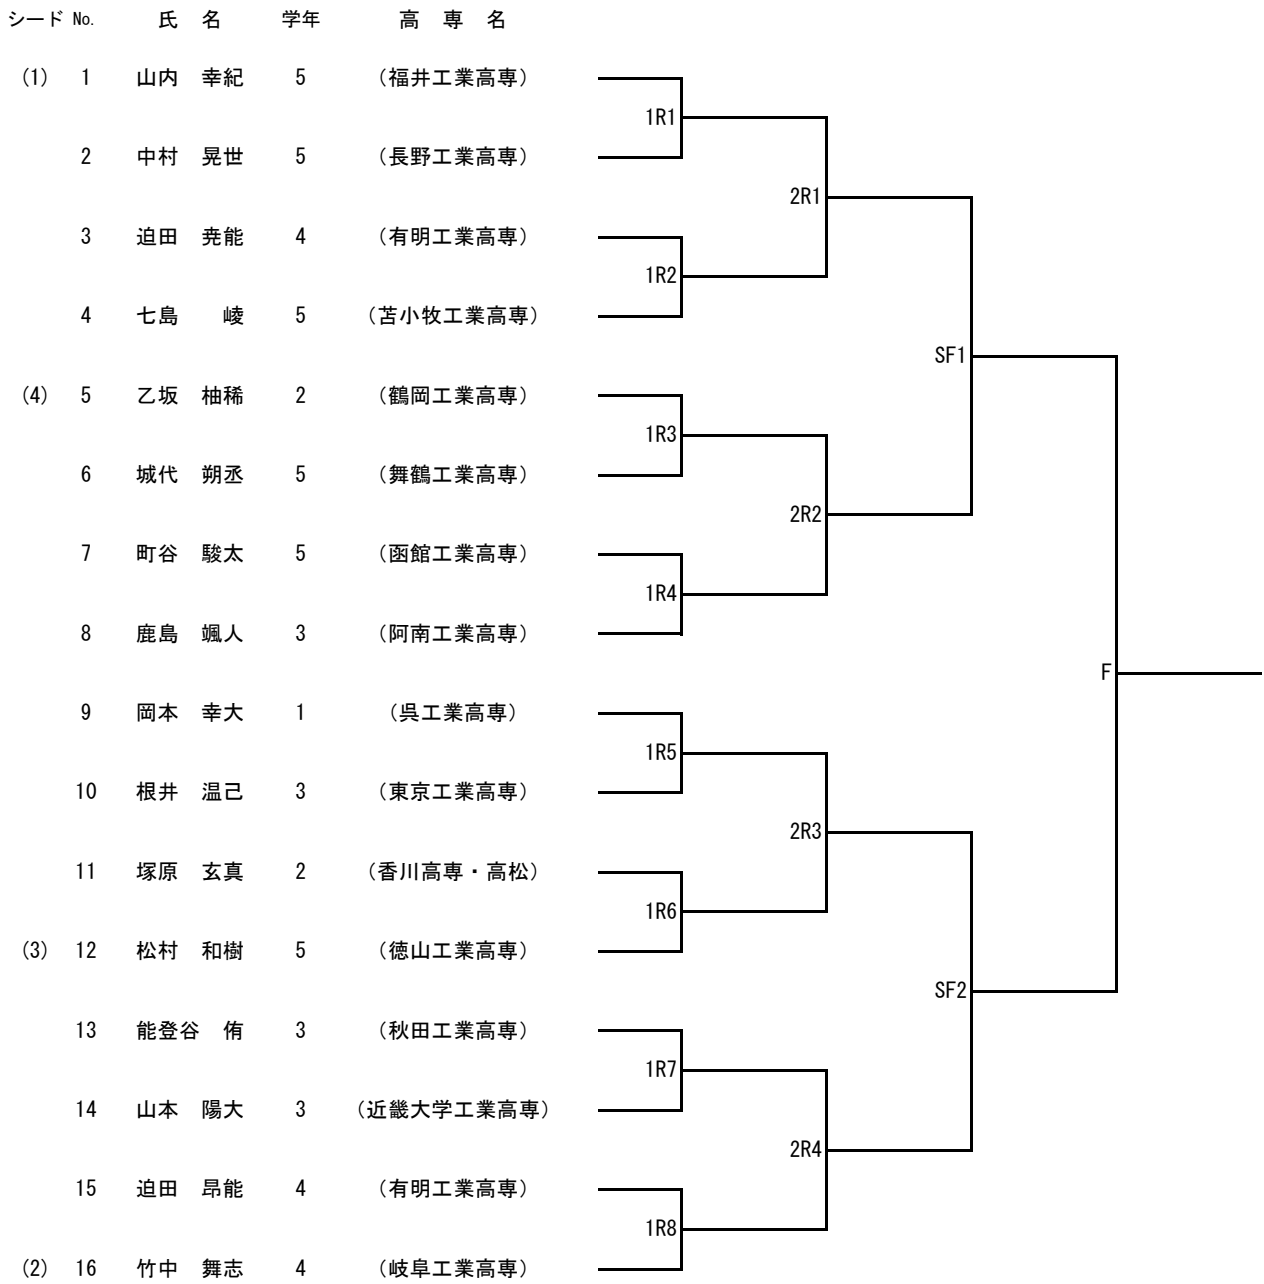 シード No. 氏 名 学年 高 専 名
(1) 1 山内 幸紀 5 (福井工業高専)
1R1
2 中村 晃世 5 (長野工業高専)
2R1
3 迫田 尭能 4 (有明工業高専)
1R2
4 七島 崚 5 (苫小牧工業高専)
SF1
(4) 5 乙坂 柚稀 2 (鶴岡工業高専)
1R3
6 城代 朔丞 5 (舞鶴工業高専)
2R2
7 町谷 駿太 5 (函館工業高専)
1R4
8 鹿島 颯人 3 (阿南工業高専)
F
9 岡本 幸大 1 (呉工業高専)
1R5
10 根井 温己 3 (東京工業高専)
2R3
11 塚原 玄真 2 (香川高専・高松)
1R6
(3) 12 松村 和樹 5 (徳山工業高専)
SF2
13 能登谷 侑 3 (秋田工業高専)
1R7
14 山本 陽大 3 (近畿大学工業高専)
2R4
15 迫田 昂能 4 (有明工業高専)
1R8
(2) 16 竹中 舞志 4 (岐阜工業高専)